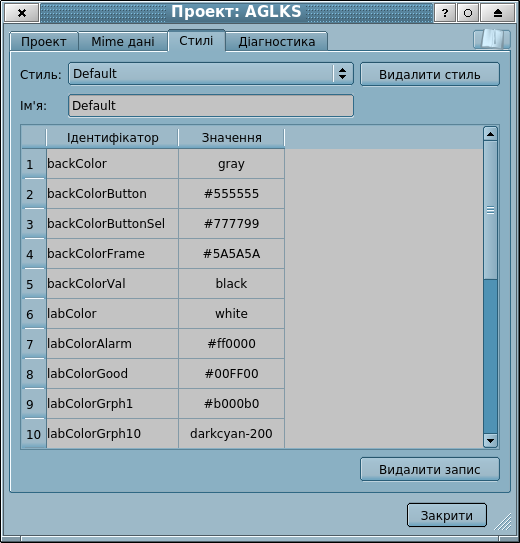 Проект: AGLKS
Проект Mime дані Стилі Діагностика
Стиль: Default Видалити стиль
Ім'я: Default
Ідентифікатор Значення
1 backColor gray
2 backColorButton #555555
3 backColorButtonSel #777799
4 backColorFrame #5A5A5A
5 backColorVal black
6 labColor white
7 labColorAlarm #ff0000
8 labColorGood #00FF00
9 labColorGrph1 #b000b0
10 labColorGrph10 darkcyan-200
Видалити запис
Закрити